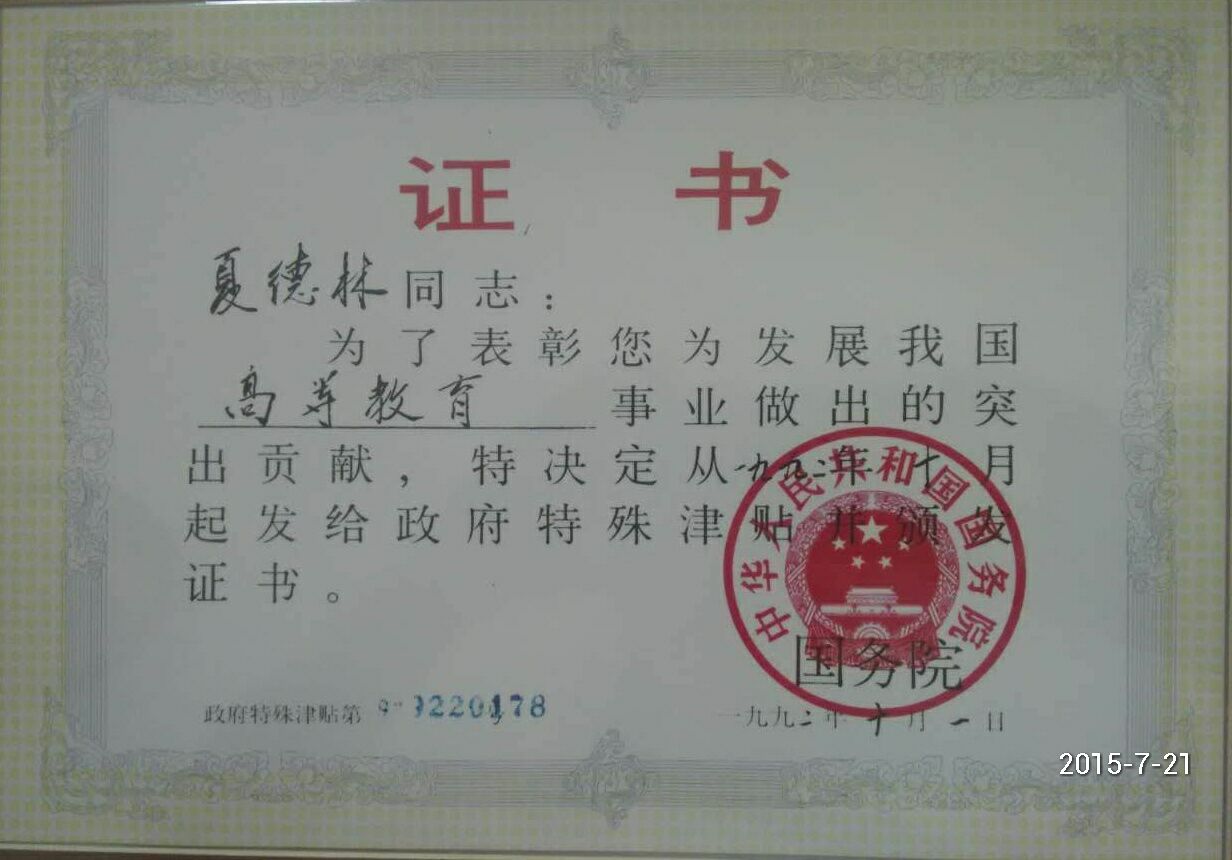 证书
夏德林同志：
为了表彰您为发展我国
高等教育事业做出的突
出贡献，特决定从一九九二年十月
起发给政府特殊津贴并颁发
证书。
中华人民共和国国务院
国务院
政府特殊津贴第 9220178 号
一九九二年十月一日
2015-7-21